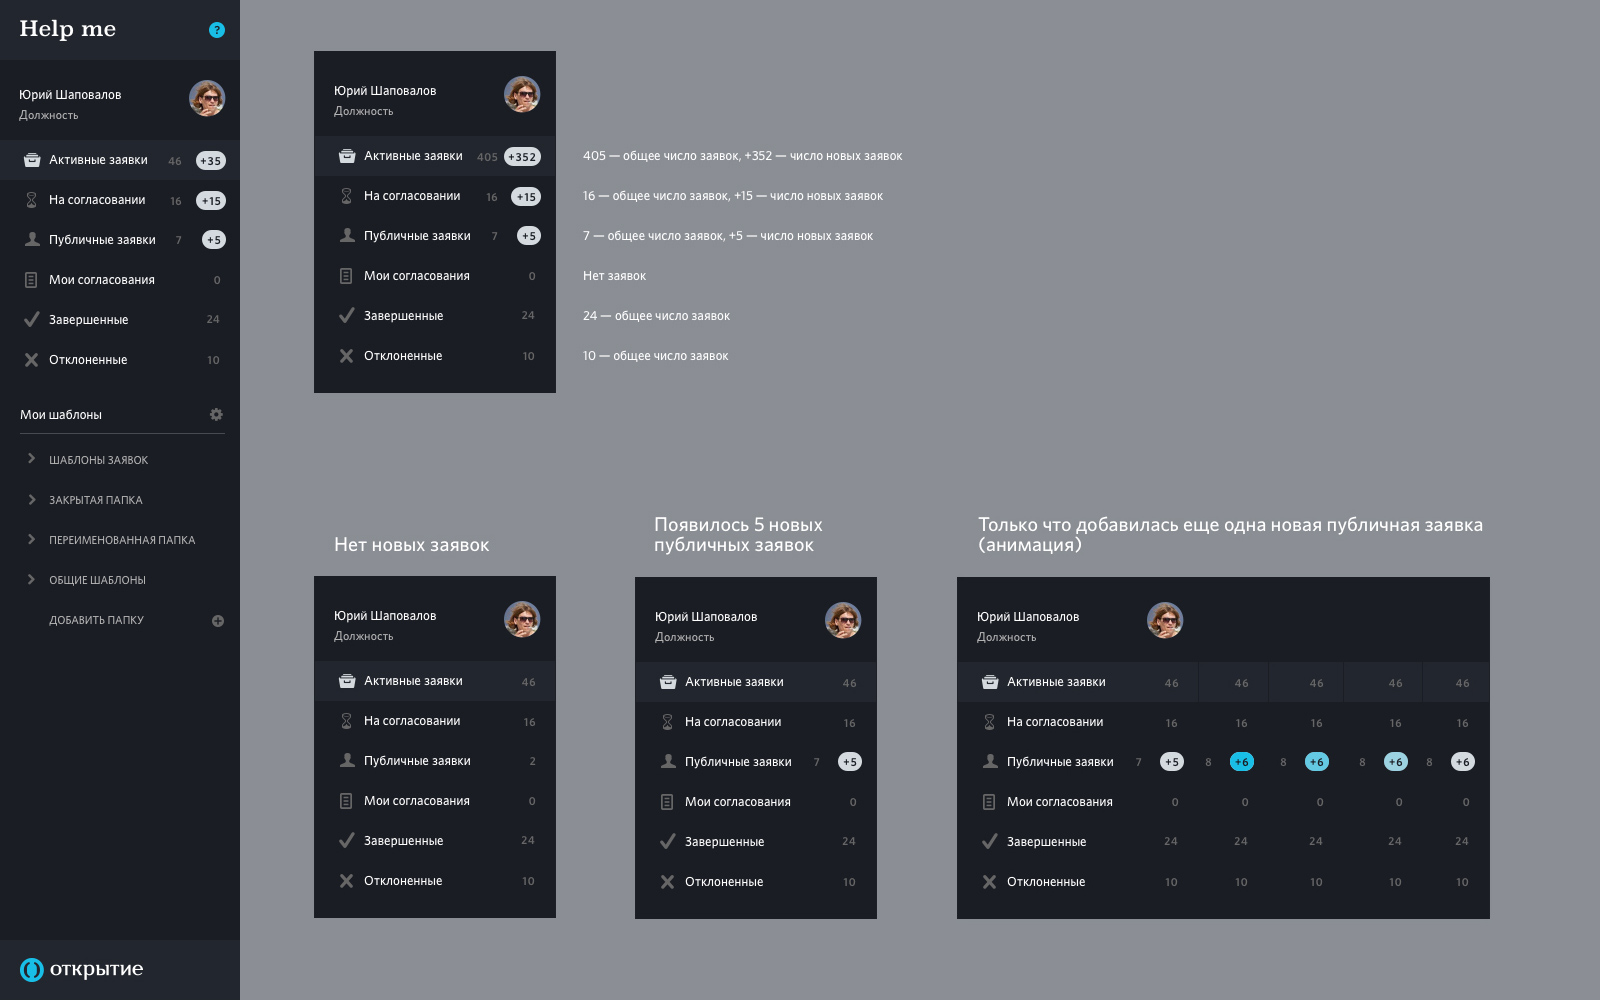 Help me
?
Юрий Шаповалов
Должность
Активные заявки 46 +35
На согласовании 16 +15
Публичные заявки 7 +5
Мои согласования 0
Завершенные 24
Отклоненные 10
Мои шаблоны
ШАБЛОНЫ ЗАЯВОК
ЗАКРЫТАЯ ПАПКА
ПЕРЕИМЕНОВАННАЯ ПАПКА
ОБЩИЕ ШАБЛОНЫ
ДОБАВИТЬ ПАПКУ
открытие
Юрий Шаповалов
Должность
Активные заявки 405 +352
405 — общее число заявок, +352 — число новых заявок
На согласовании 16 +15
16 — общее число заявок, +15 — число новых заявок
Публичные заявки 7 +5
7 — общее число заявок, +5 — число новых заявок
Мои согласования 0
Нет заявок
Завершенные 24
24 — общее число заявок
Отклоненные 10
10 — общее число заявок
Нет новых заявок
Юрий Шаповалов
Должность
Активные заявки 46
На согласовании 16
Публичные заявки 2
Мои согласования 0
Завершенные 24
Отклоненные 10
Появилось 5 новых
публичных заявок
Юрий Шаповалов
Должность
Активные заявки 46
На согласовании 16
Публичные заявки 7 +5
Мои согласования 0
Завершенные 24
Отклоненные 10
Только что добавилась еще одна новая публичная заявка
(анимация)
Юрий Шаповалов
Должность
Активные заявки 46 46 46 46 46
На согласовании 16 16 16 16 16
Публичные заявки 7 +5 8 +6 8 +6 8 +6 8 +6
Мои согласования 0 0 0 0 0
Завершенные 24 24 24 24 24
Отклоненные 10 10 10 10 10